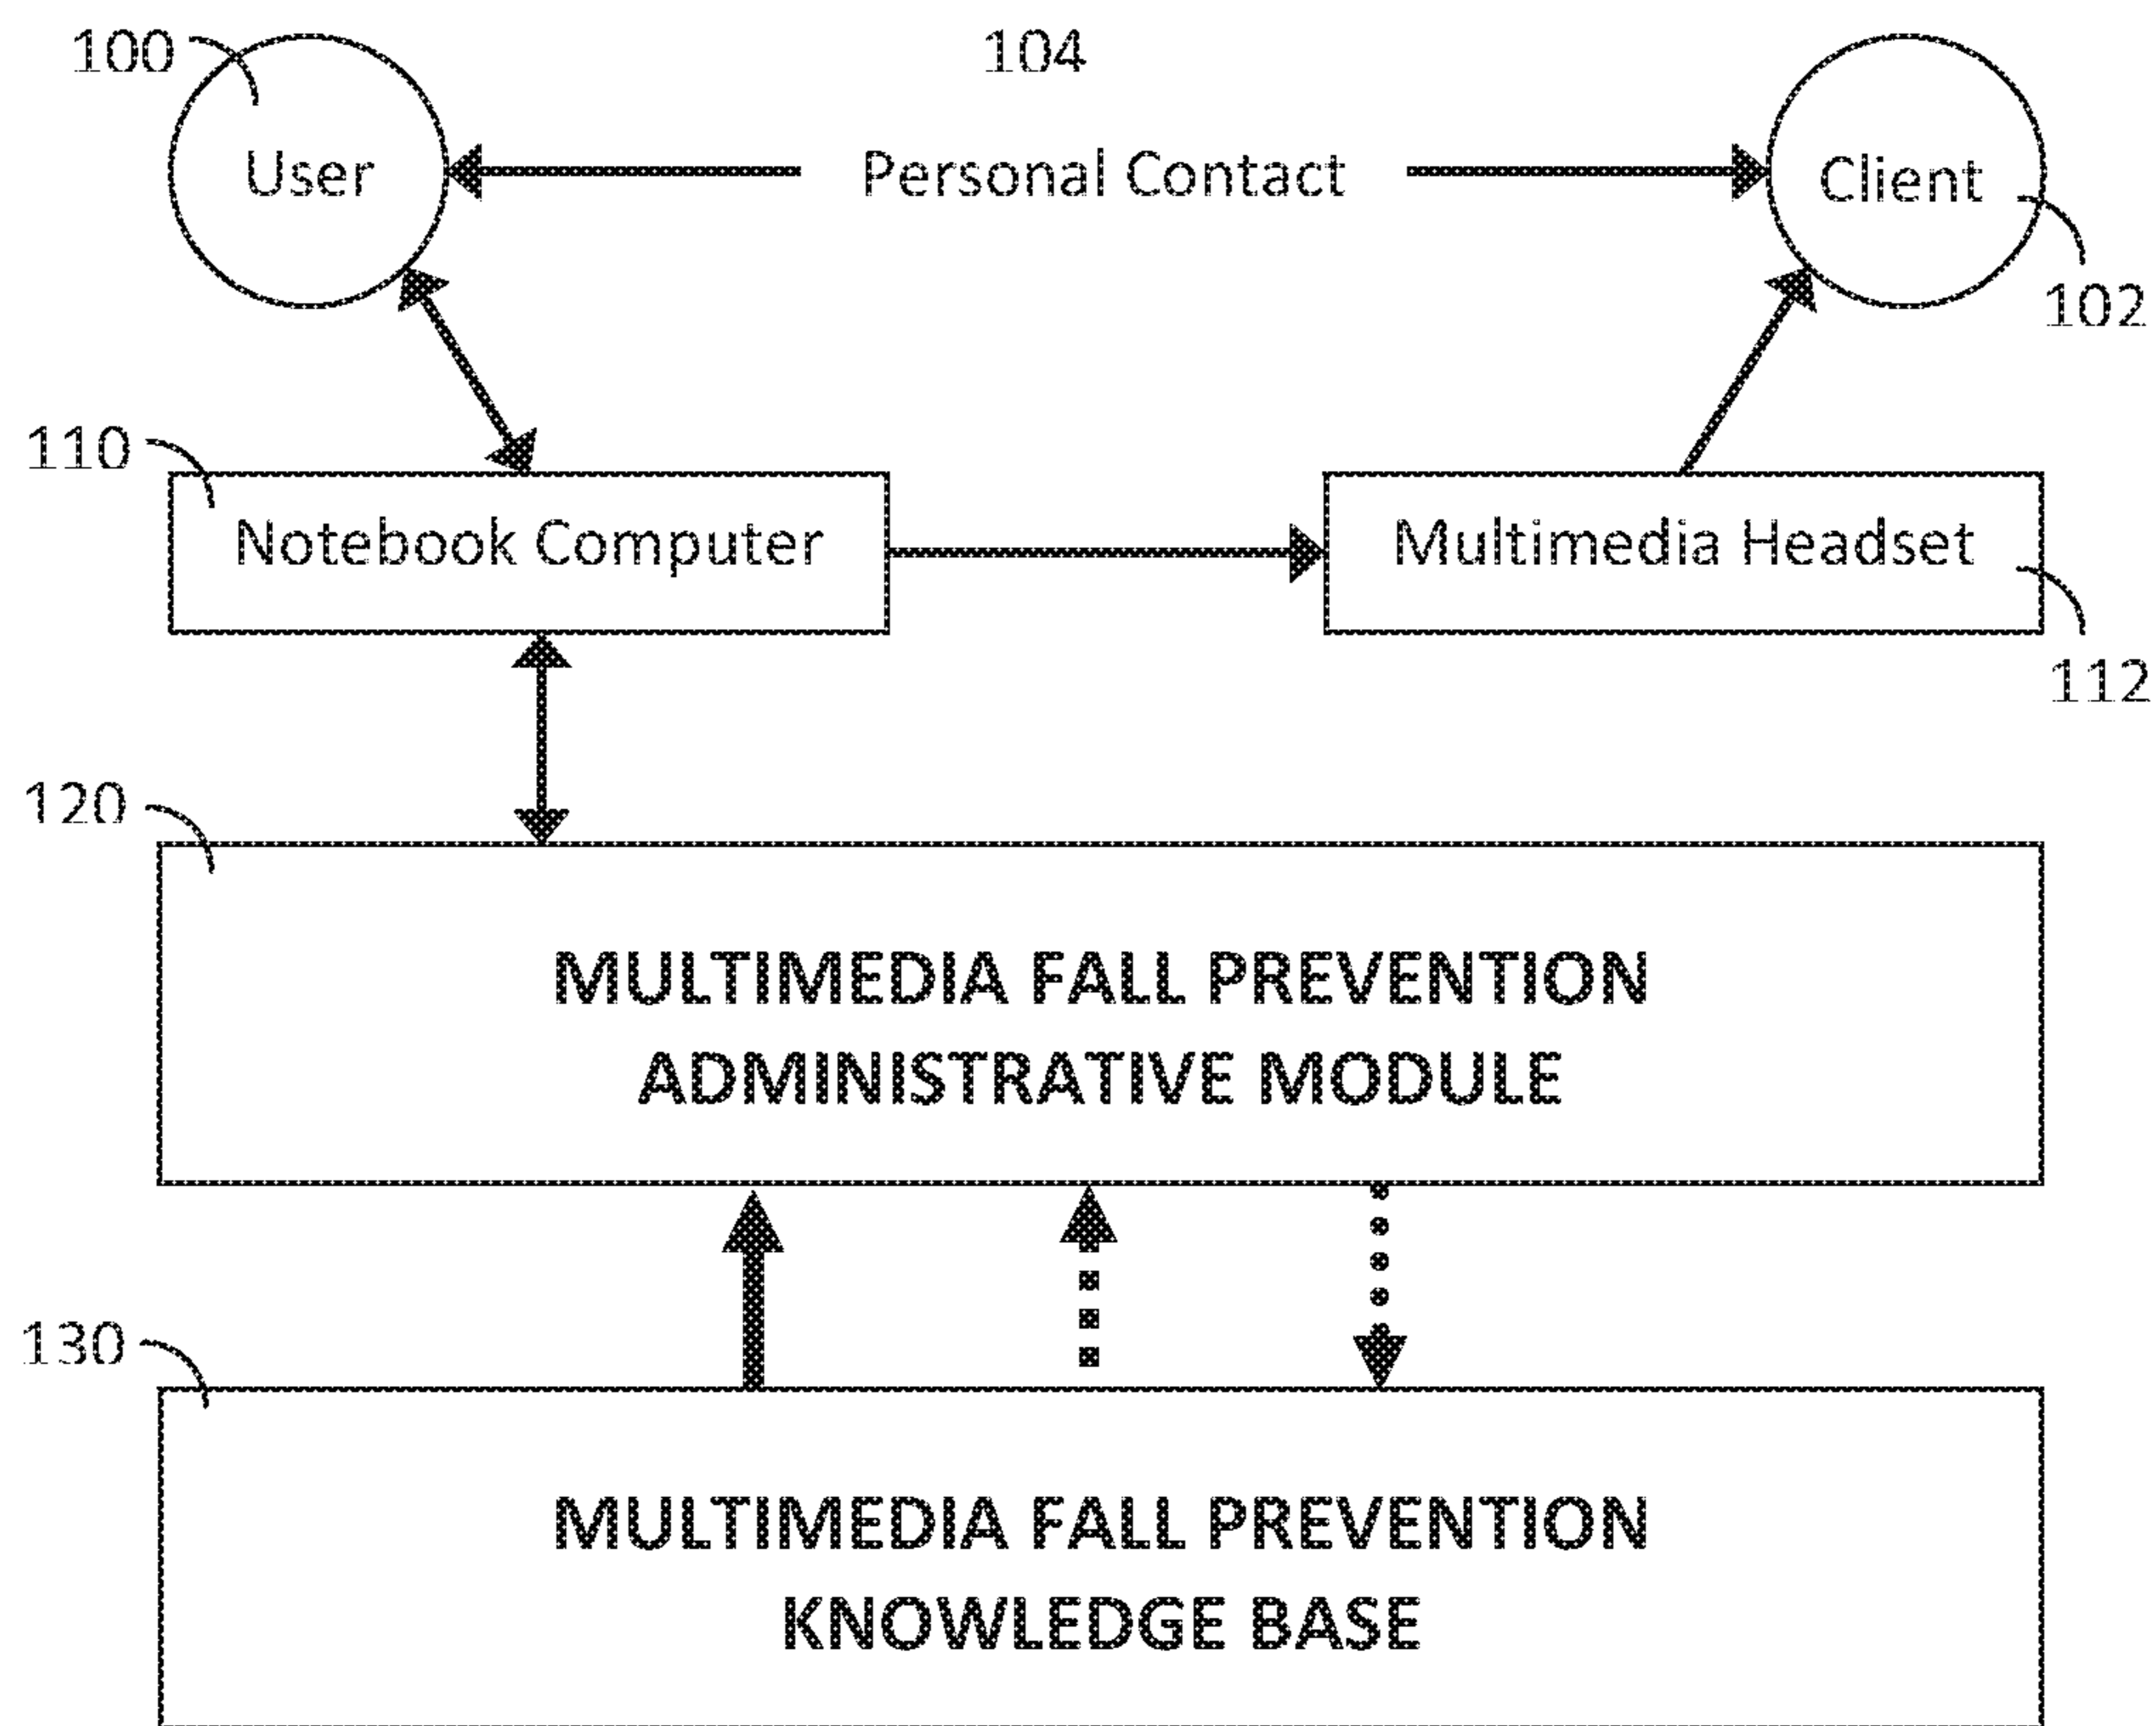 100
104
User
Personal Contact
Client
102
110
Notebook Computer
Multimedia Headset
112
120
MULTIMEDIA FALL PREVENTION
ADMINISTRATIVE MODULE
130
MULTIMEDIA FALL PREVENTION
KNOWLEDGE BASE